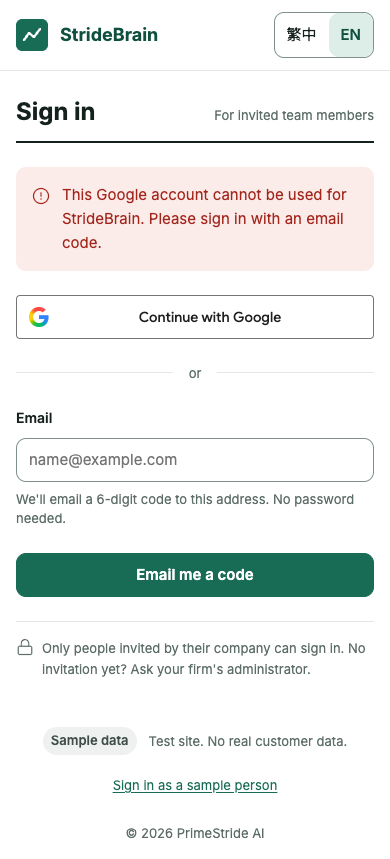 StrideBrain
繁中
EN
Sign in
For invited team members
This Google account cannot be used for
StrideBrain. Please sign in with an email
code.
Continue with Google
or
Email
name@example.com
We'll email a 6-digit code to this address. No password
needed.
Email me a code
Only people invited by their company can sign in. No
invitation yet? Ask your firm's administrator.
Sample data
Test site. No real customer data.
Sign in as a sample person
© 2026 PrimeStride AI